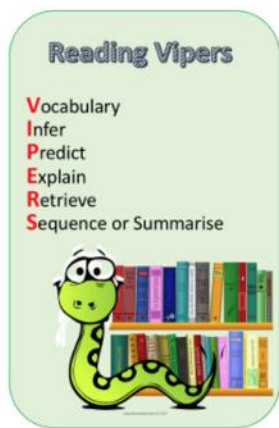 Reading Vipers
Vocabulary
Infer
Predict
Explain
Retrieve
Sequence or Summarise